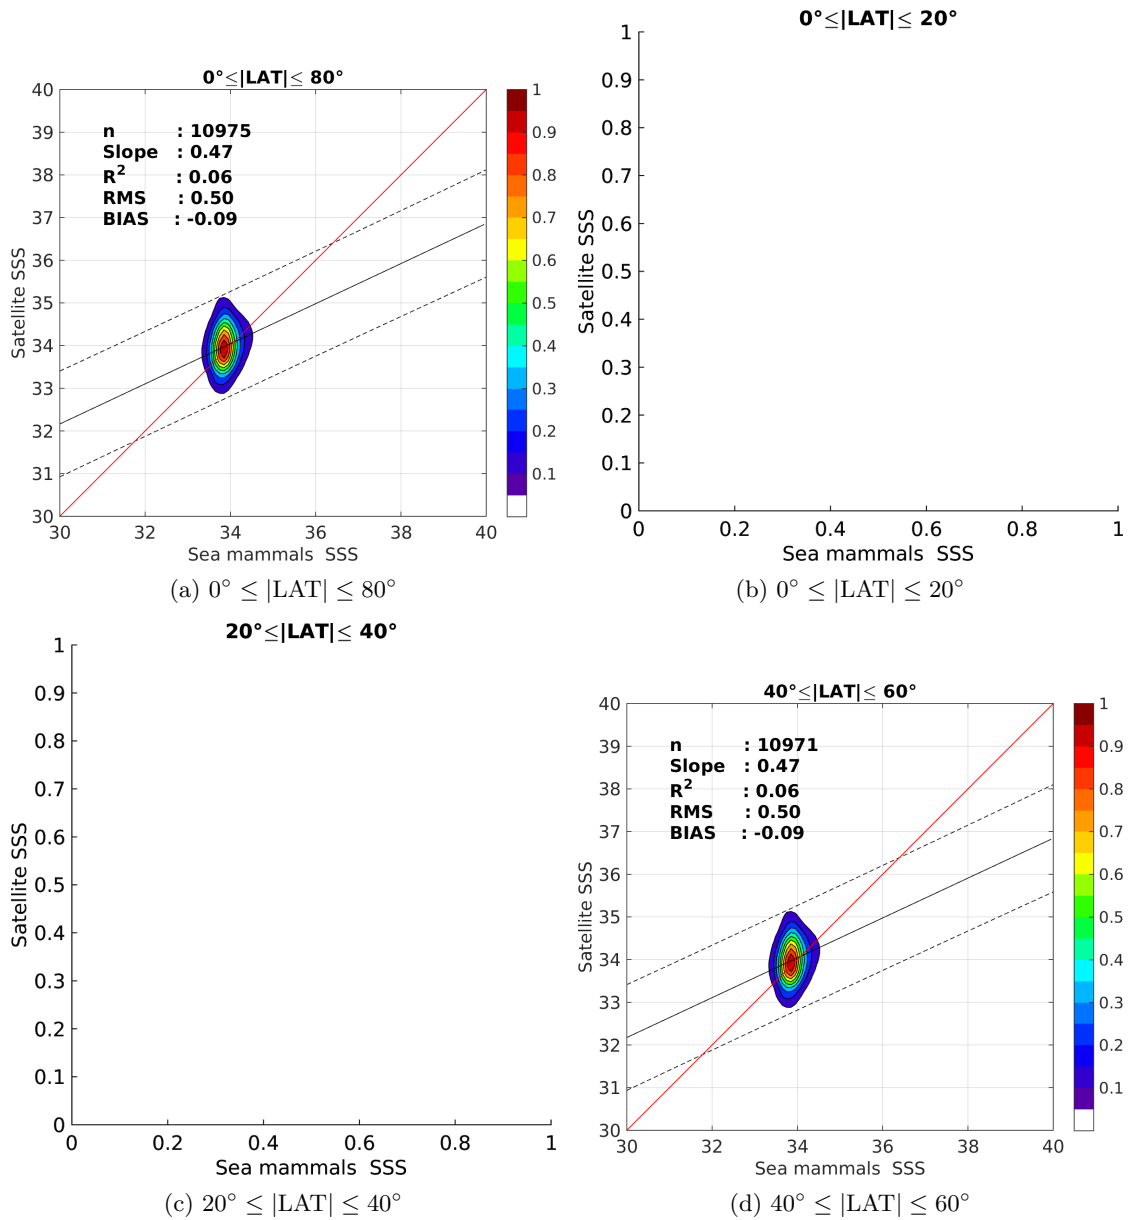 0°≤|LAT|≤ 80°
40
39
38
37
36
35
34
33
32
31
30
n : 10975
Slope : 0.47
R² : 0.06
RMS : 0.50
BIAS : -0.09
Satellite SSS
30 32 34 36 38 40
Sea mammals SSS
1
0.9
0.8
0.7
0.6
0.5
0.4
0.3
0.2
0.1
(a) 0° ≤ |LAT| ≤ 80°
0°≤|LAT|≤ 20°
1
0.9
0.8
0.7
0.6
0.5
0.4
0.3
0.2
0.1
0
Satellite SSS
0 0.2 0.4 0.6 0.8 1
Sea mammals SSS
(b) 0° ≤ |LAT| ≤ 20°
20°≤|LAT|≤ 40°
1
0.9
0.8
0.7
0.6
0.5
0.4
0.3
0.2
0.1
0
Satellite SSS
0 0.2 0.4 0.6 0.8 1
Sea mammals SSS
(c) 20° ≤ |LAT| ≤ 40°
40°≤|LAT|≤ 60°
40
39
38
37
36
35
34
33
32
31
30
n : 10971
Slope : 0.47
R² : 0.06
RMS : 0.50
BIAS : -0.09
Satellite SSS
30 32 34 36 38 40
Sea mammals SSS
1
0.9
0.8
0.7
0.6
0.5
0.4
0.3
0.2
0.1
(d) 40° ≤ |LAT| ≤ 60°